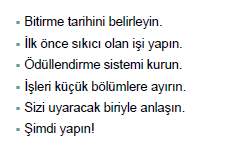 ▪ Bitirme tarihini belirleyin.
▪ İlk önce sıkıcı olan işi yapın.
▪ Ödüllendirme sistemi kurun.
▪ İşleri küçük bölümlere ayırın.
▪ Sizi uyaracak biriyle anlaşın.
▪ Şimdi yapın!